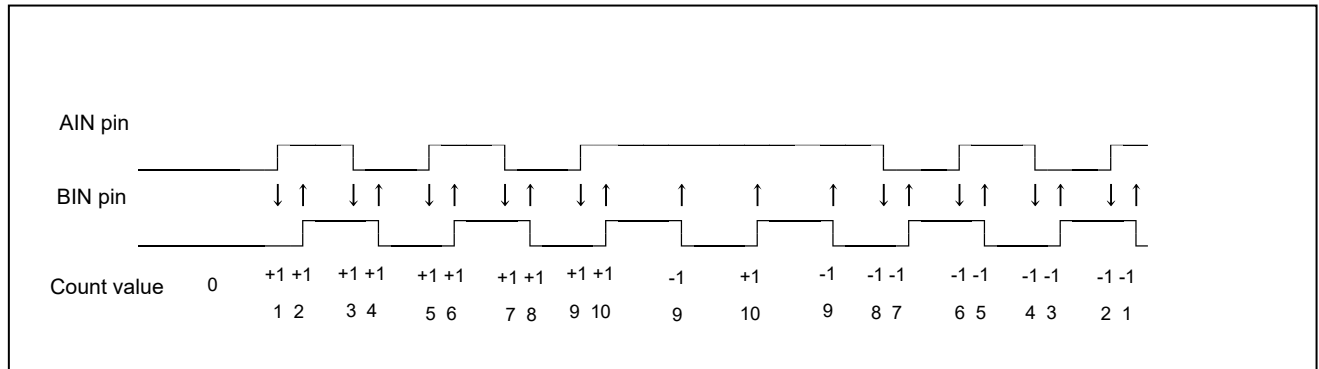 AIN pin
BIN pin
+1 +1 +1 +1 +1 +1 +1 +1 +1 +1 -1 +1 -1 -1 -1 -1 -1 -1 -1 -1 -1
Count value 0
1 2 3 4 5 6 7 8 9 10 9 10 9 8 7 6 5 4 3 2 1